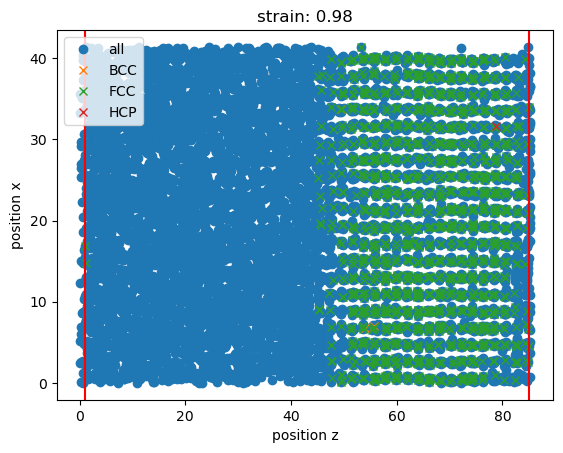 strain: 0.98
all
BCC
FCC
HCP
40
30
20
10
0
position x
0
20
40
60
80
position z